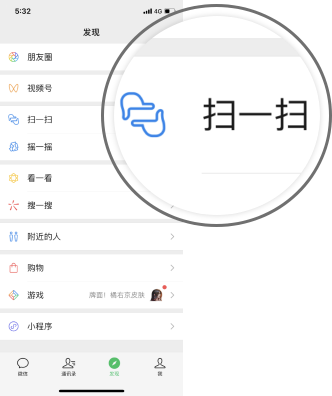 5:32
4G
发现
朋友圈
视频号
扫一扫
扫一扫
摇一摇
看一看
搜一搜
附近的人
购物
游戏
牌面！橘右京皮肤
小程序
微信
通讯录
发现
我